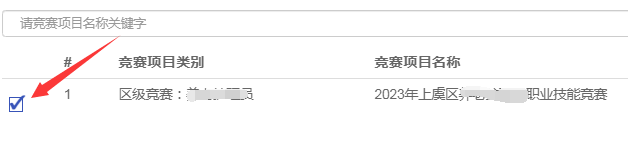 请竞赛项目名称关键字
# 竞赛项目类别 竞赛项目名称
1 区级竞赛：员 2023年上虞区职业技能竞赛